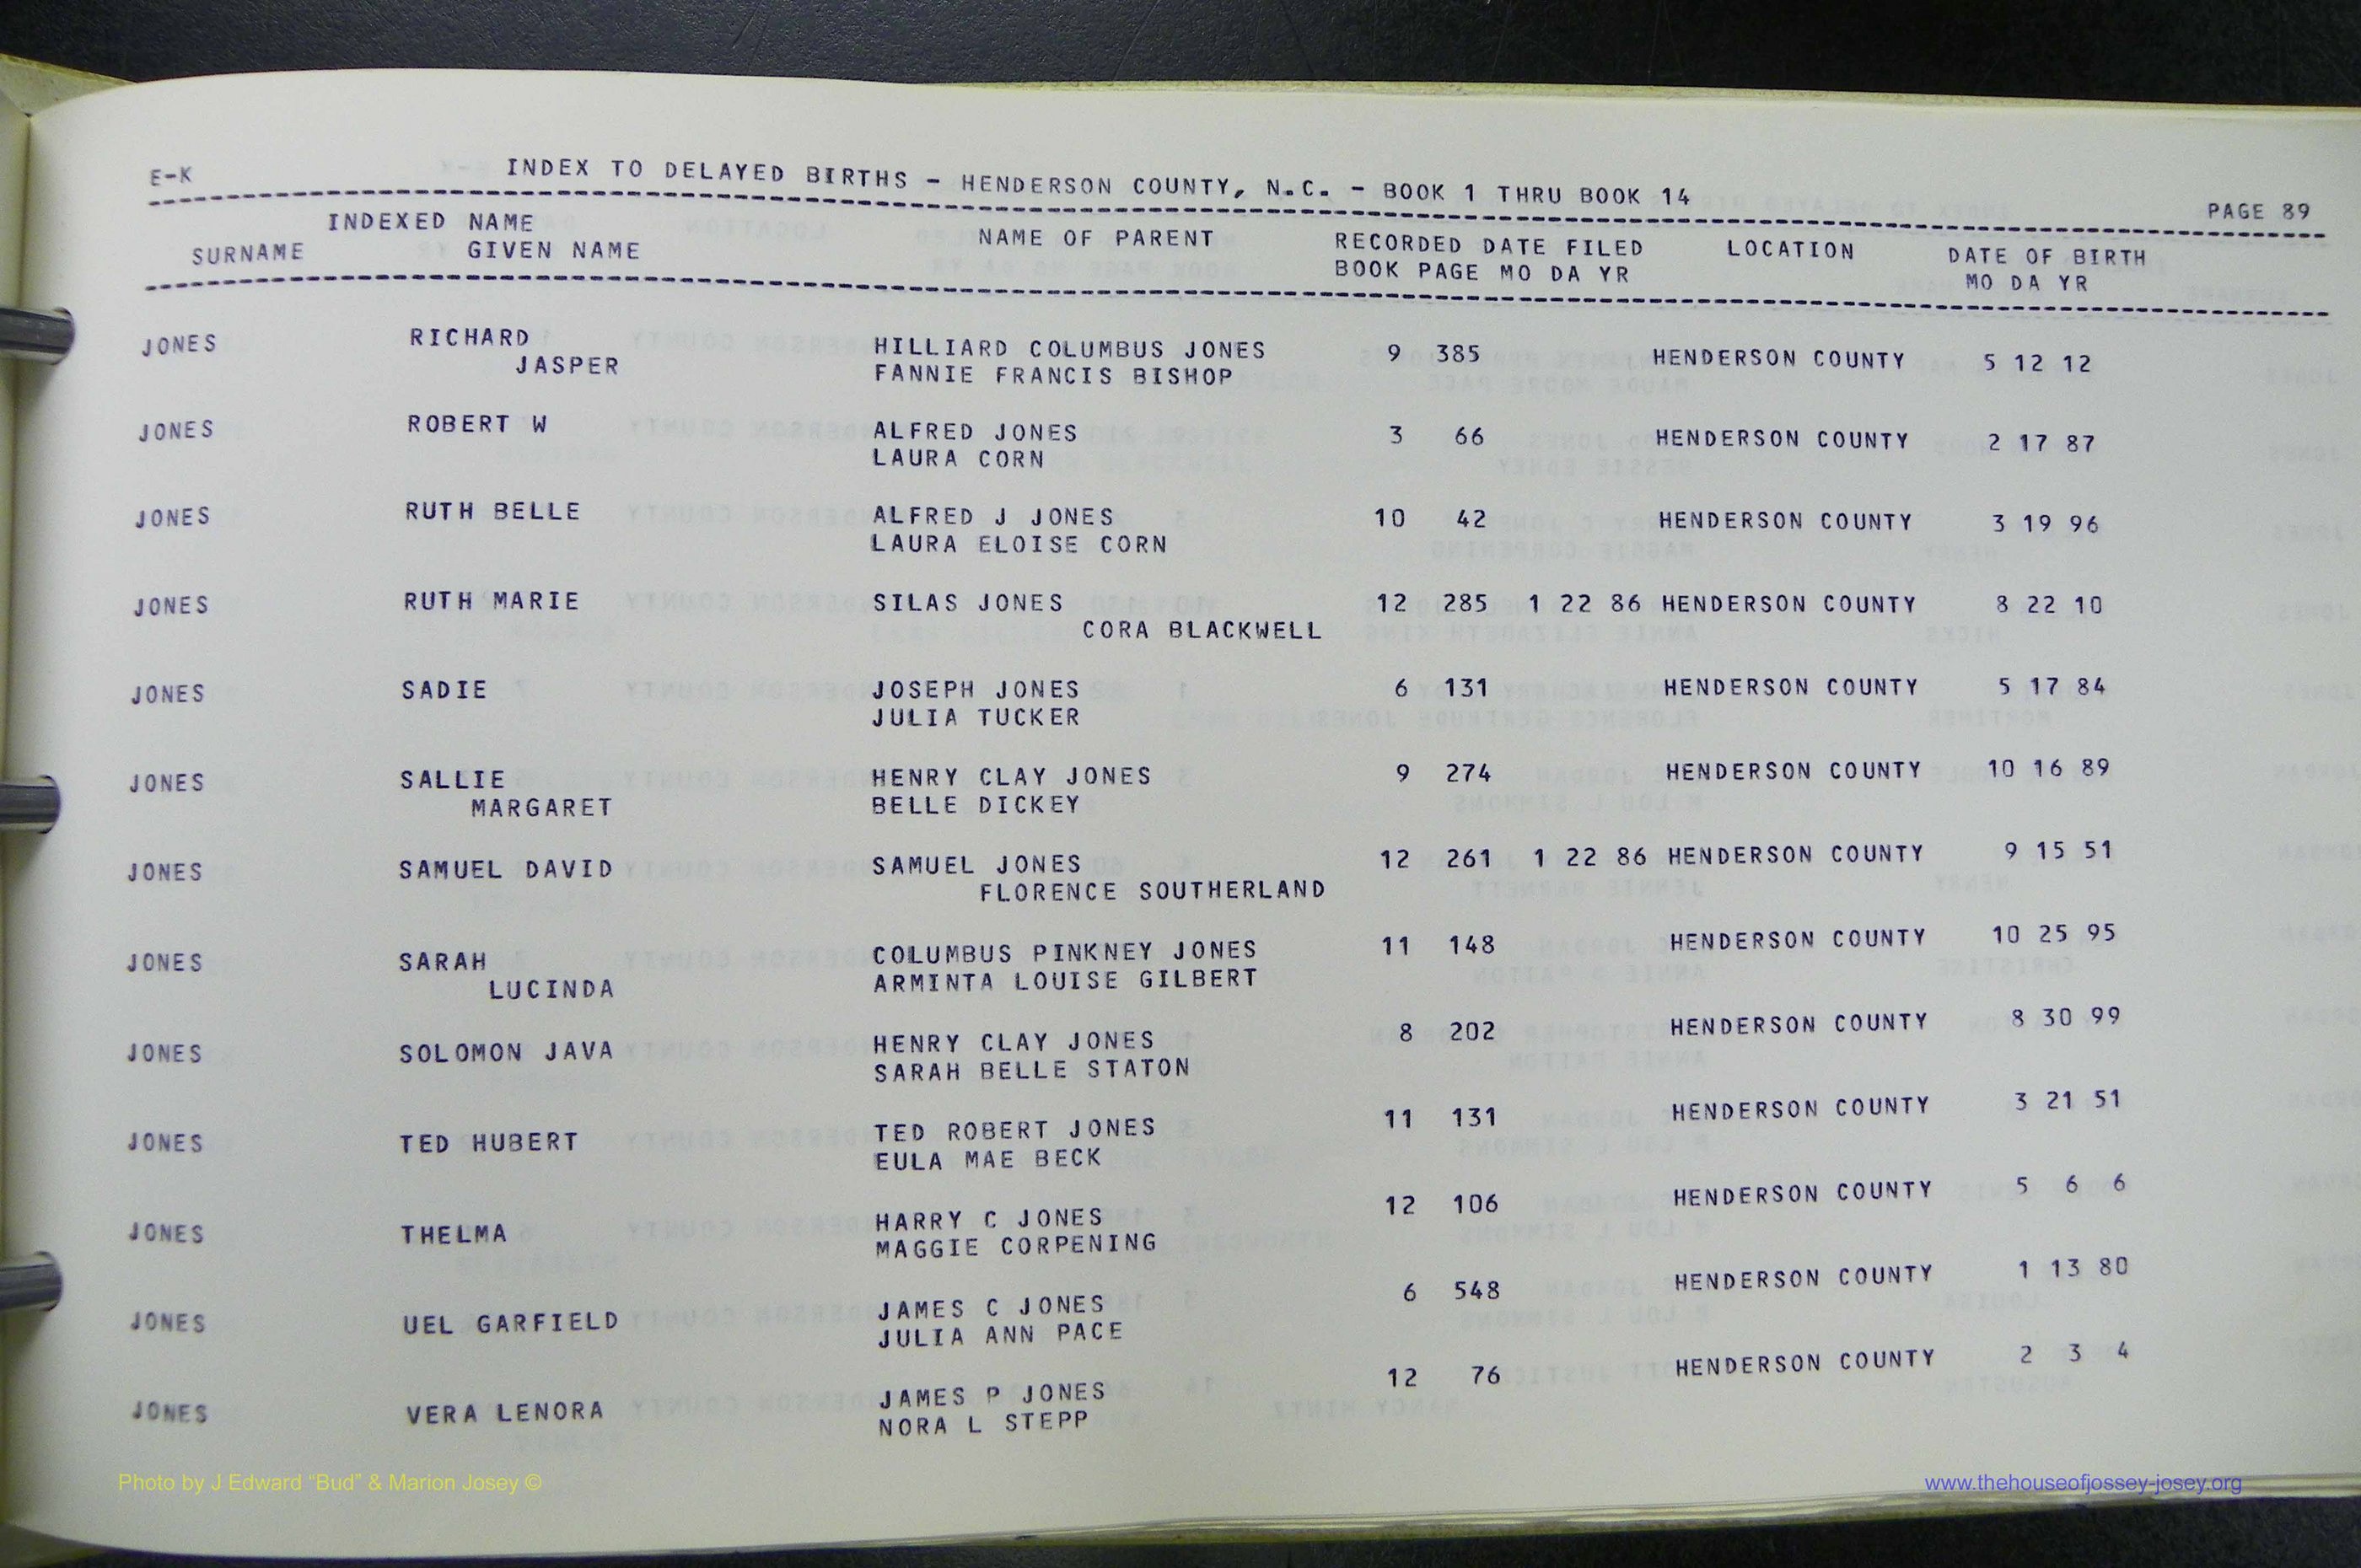 E-K INDEX TO DELAYED BIRTHS - HENDERSON COUNTY, N.C. - BOOK 1 THRU BOOK 14 PAGE 89
INDEXED NAME NAME OF PARENT RECORDED DATE FILED LOCATION DATE OF BIRTH
SURNAME GIVEN NAME BOOK PAGE MO DA YR MO DA YR
JONES RICHARD HILLIARD COLUMBUS JONES 9 385 HENDERSON COUNTY 5 12 12
JASPER FANNIE FRANCIS BISHOP
JONES ROBERT W ALFRED JONES 3 66 HENDERSON COUNTY 2 17 87
LAURA CORN
JONES RUTH BELLE ALFRED J JONES 10 42 HENDERSON COUNTY 3 19 96
LAURA ELOISE CORN
JONES RUTH MARIE SILAS JONES 12 285 1 22 86 HENDERSON COUNTY 8 22 10
CORA BLACKWELL
JONES SADIE JOSEPH JONES 6 131 HENDERSON COUNTY 5 17 84
JULIA TUCKER
JONES SALLIE HENRY CLAY JONES 9 274 HENDERSON COUNTY 10 16 89
MARGARET BELLE DICKEY
JONES SAMUEL DAVID SAMUEL JONES 12 261 1 22 86 HENDERSON COUNTY 9 15 51
FLORENCE SOUTHERLAND
JONES SARAH COLUMBUS PINKNEY JONES 11 148 HENDERSON COUNTY 10 25 95
LUCINDA ARMINTA LOUISE GILBERT
JONES SOLOMON JAVA HENRY CLAY JONES 8 202 HENDERSON COUNTY 8 30 99
SARAH BELLE STATON
JONES TED HUBERT TED ROBERT JONES 11 131 HENDERSON COUNTY 3 21 51
EULA MAE BECK
JONES THELMA HARRY C JONES 12 106 HENDERSON COUNTY 5 6 6
MAGGIE CORPENING
JONES UEL GARFIELD JAMES C JONES 6 548 HENDERSON COUNTY 1 13 80
JULIA ANN PACE
JONES VERA LENORA JAMES P JONES 12 76 HENDERSON COUNTY 2 3 4
NORA L STEPP
Photo by J Edward "Bud" & Marion Josey © www.thehouseofjossey-josey.org